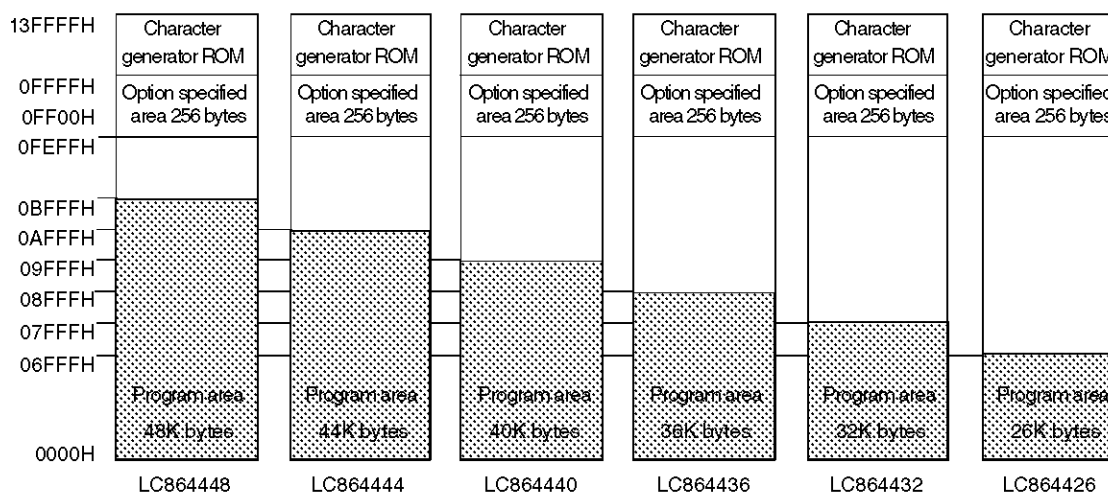 13FFFFH
0FFFFH
0FF00H
0FEFFH
0BFFFH
0AFFFH
09FFFH
08FFFH
07FFFH
06FFFH
0000H
Character
generator ROM
Option specified
area 256 bytes
Program area
48K bytes
LC864448
Character
generator ROM
Option specified
area 256 bytes
Program area
44K bytes
LC864444
Character
generator ROM
Option specified
area 256 bytes
Program area
40K bytes
LC864440
Character
generator ROM
Option specified
area 256 bytes
Program area
36K bytes
LC864436
Character
generator ROM
Option specified
area 256 bytes
Program area
32K bytes
LC864432
Character
generator ROM
Option specified
area 256 bytes
Program area
26K bytes
LC864426